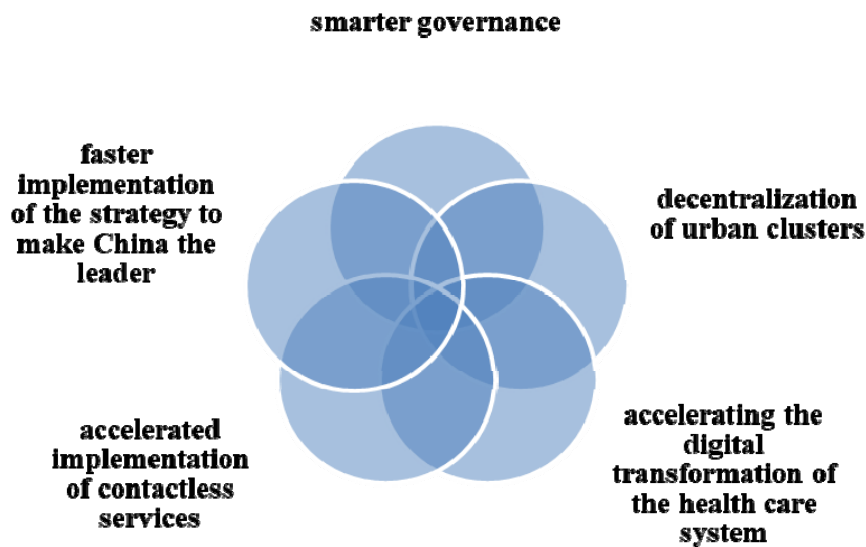 smarter governance
decentralization
of urban clusters
accelerating the
digital
transformation of
the health care
system
accelerated
implementation
of contactless
services
faster
implementation
of the strategy to
make China the
leader